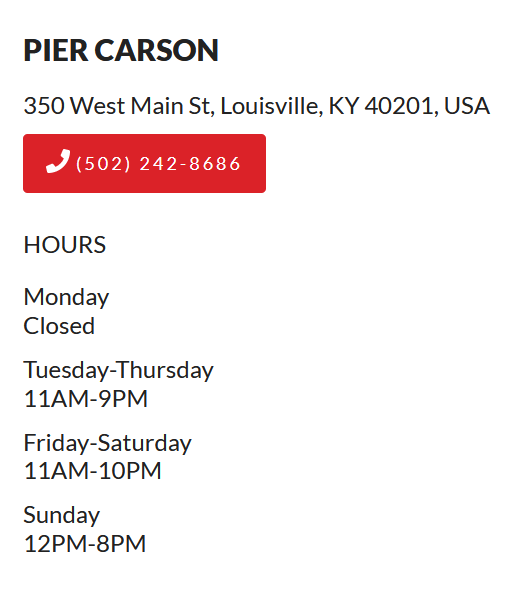 PIER CARSON
350 West Main St, Louisville, KY 40201, USA
(502) 242-8686
HOURS
Monday
Closed
Tuesday-Thursday
11AM-9PM
Friday-Saturday
11AM-10PM
Sunday
12PM-8PM